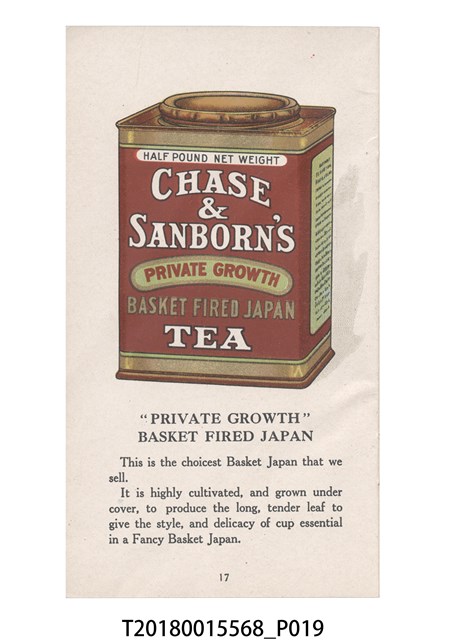 HALF POUND NET WEIGHT
CHASE
&
SANBORN'S
PRIVATE GROWTH
BASKET FIRED JAPAN
TEA
"PRIVATE GROWTH"
BASKET FIRED JAPAN
This is the choicest Basket Japan that we
sell.
It is highly cultivated, and grown under
cover, to produce the long, tender leaf to
give the style, and delicacy of cup essential
in a Fancy Basket Japan.
17
T20180015568_P019